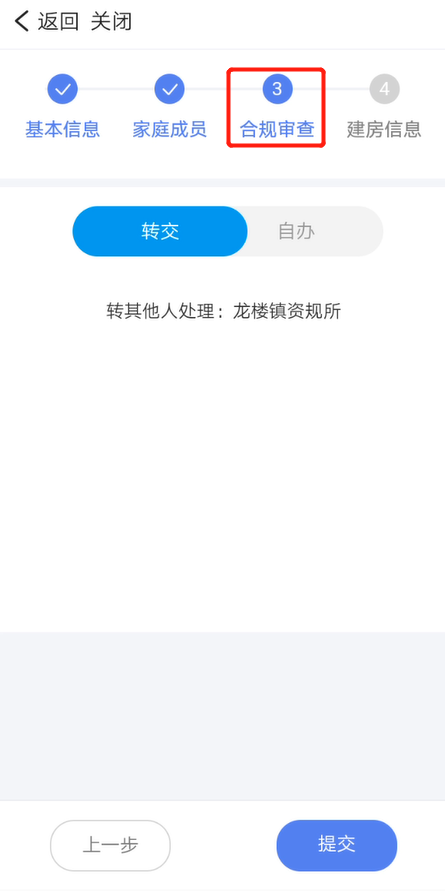 返回 关闭
3 4
基本信息 家庭成员 合规审查 建房信息
转交 自办
转其他人处理：龙楼镇资规所
上一步 提交